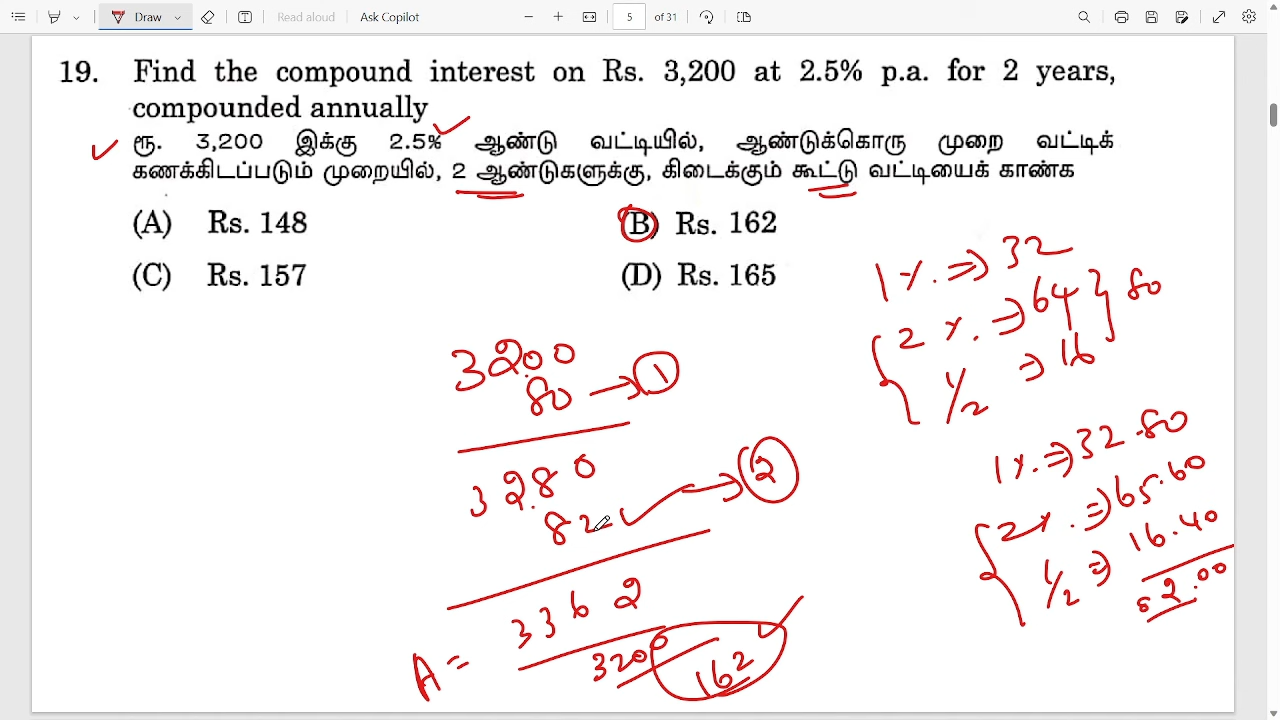 Draw
Read aloud
Ask Copilot
5
of 31
19. Find the compound interest on Rs. 3,200 at 2.5% p.a. for 2 years,
compounded annually
ரூ. 3,200 இக்கு 2.5% ஆண்டு வட்டியில், ஆண்டுக்கொரு முறை வட்டிக்
கணக்கிடப்படும் முறையில், 2 ஆண்டுகளுக்கு, கிடைக்கும் கூட்டு வட்டியைக் காண்க
(A) Rs. 148 (B) Rs. 162
(C) Rs. 157 (D) Rs. 165
1 %. ⇒ 32
2 %. ⇒ 64 } 80
1/2 ⇒ 16
3200
80 → 1
3280
82 → 2
A = 3362
3200
162
1 %. ⇒ 32.80
2 %. ⇒ 65.60
1/2 ⇒ 16.40
82.00